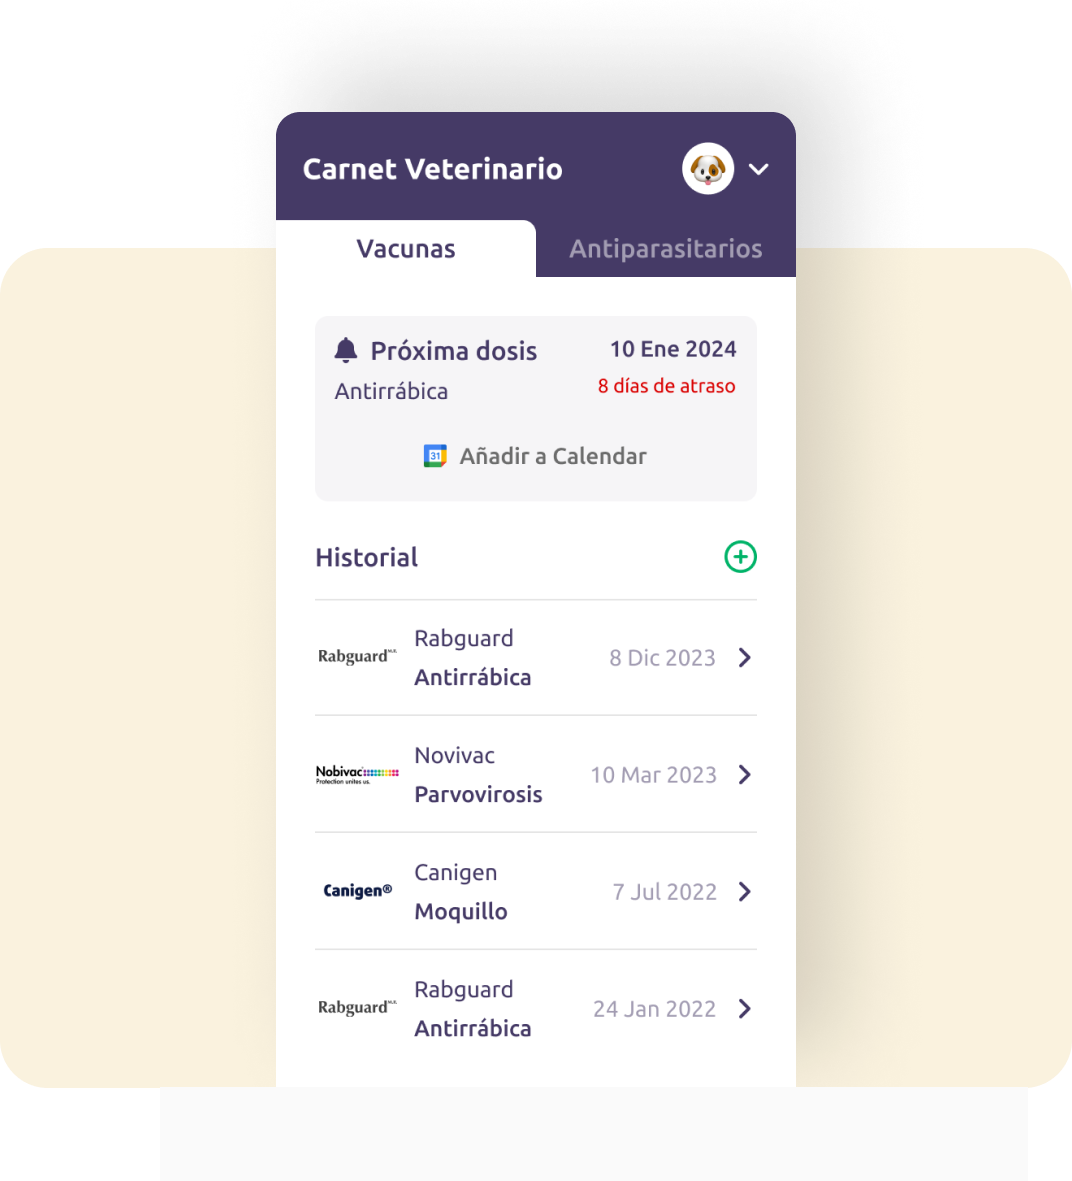 Carnet Veterinario
Vacunas
Antiparasitarios
Próxima dosis
10 Ene 2024
Antirrábica
8 días de atraso
31
Añadir a Calendar
Historial
Rabguard
Rabguard
Antirrábica
8 Dic 2023
Nobivac
Protection unites us.
Novivac
Parvovirosis
10 Mar 2023
Canigen®
Canigen
Moquillo
7 Jul 2022
Rabguard
Rabguard
Antirrábica
24 Jan 2022